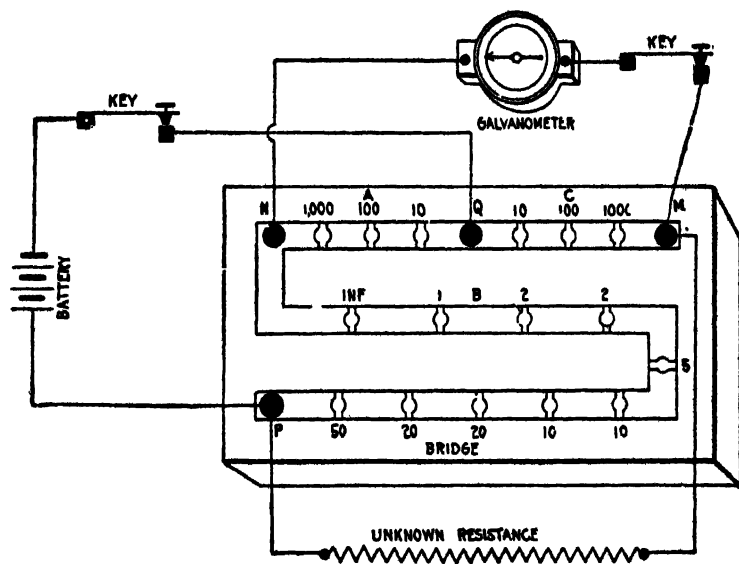 KEY
KEY
GALVANOMETER
A C
N 1,000 100 10 Q 10 100 100C M
BATTERY
INF 1 B 2 2
5
P 50 20 20 10 10
BRIDGE
UNKNOWN RESISTANCE